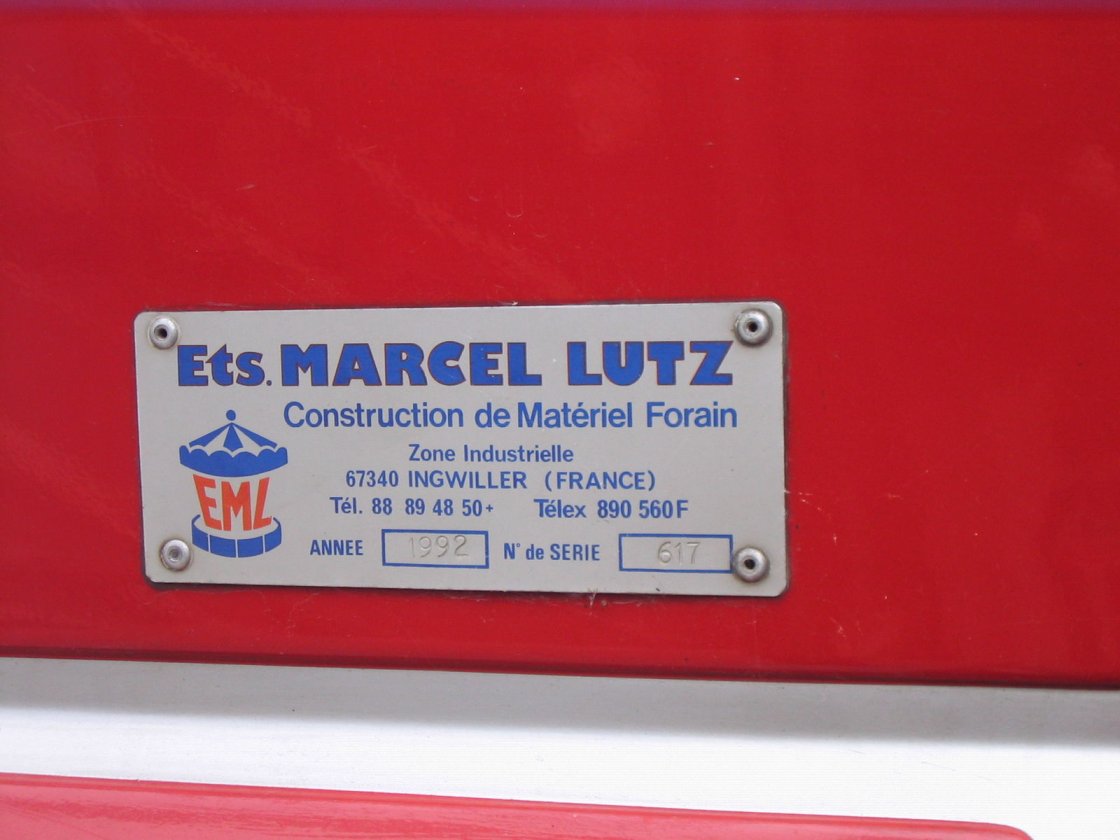 Ets. MARCEL LUTZ
Construction de Matériel Forain
Zone Industrielle
67340 INGWILLER (FRANCE)
Tél. 88 89 48 50+ Télex 890 560F
EML
ANNEE 1992 N° de SERIE 617